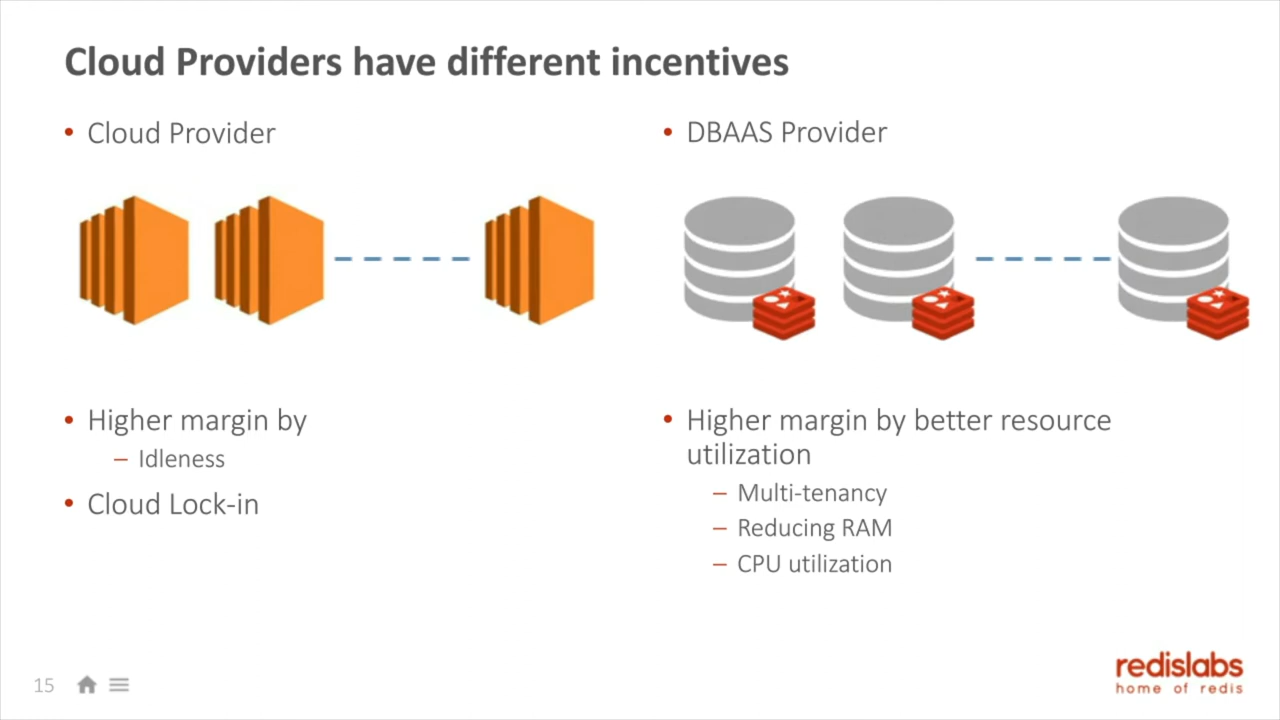 Cloud Providers have different incentives
• Cloud Provider
• Higher margin by
– Idleness
• Cloud Lock-in
• DBAAS Provider
• Higher margin by better resource
utilization
– Multi-tenancy
– Reducing RAM
– CPU utilization
15
redislabs
home of redis